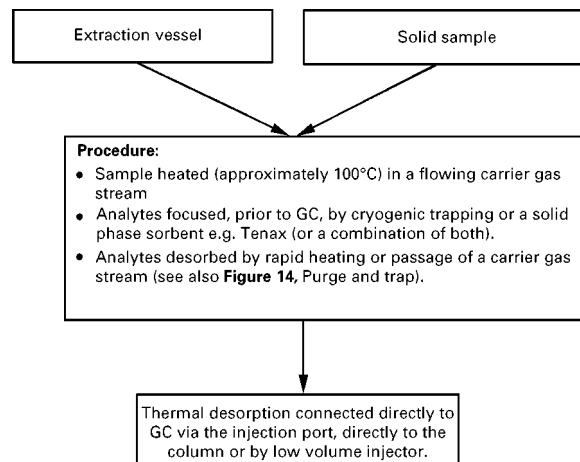 Extraction vessel
Solid sample
Procedure:
• Sample heated (approximately 100°C) in a flowing carrier gas
stream
• Analytes focused, prior to GC, by cryogenic trapping or a solid
phase sorbent e.g. Tenax (or a combination of both).
• Analytes desorbed by rapid heating or passage of a carrier gas
stream (see also Figure 14, Purge and trap).
Thermal desorption connected directly to
GC via the injection port, directly to the
column or by low volume injector.